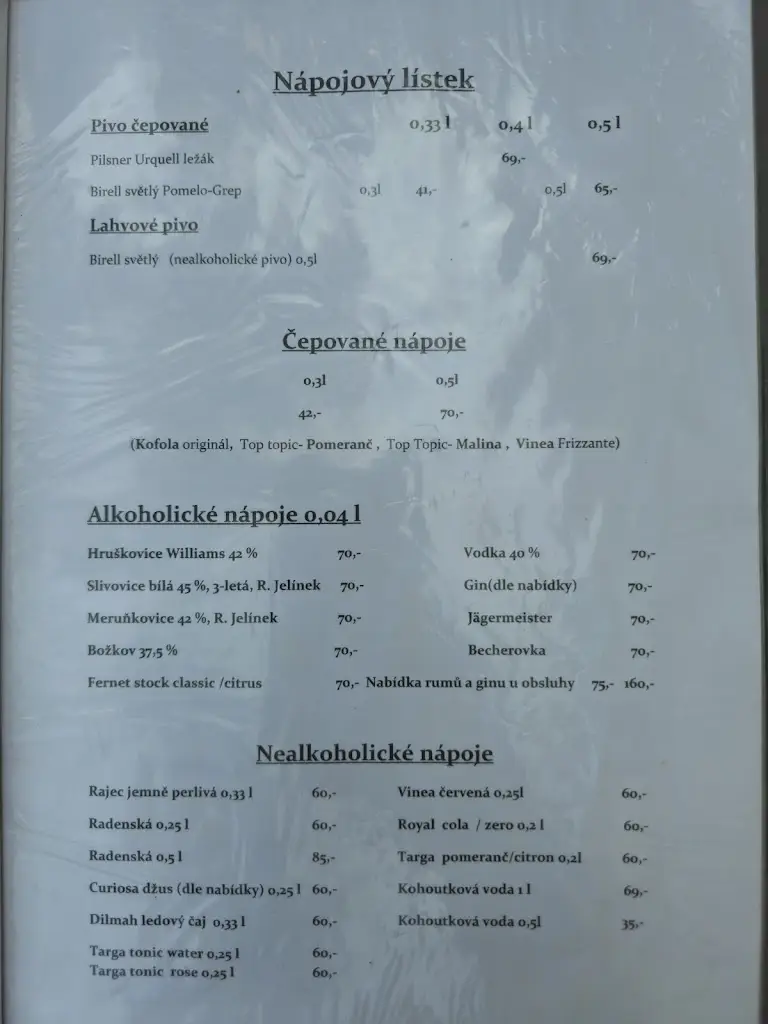 Nápojový lístek
Pivo čepované 0,33 l 0,4 l 0,5 l
Pilsner Urquell ležák 69,-
Birell světlý Pomelo-Grep 0,3l 42,- 0,5l 65,-
Lahvové pivo
Birell světlý (nealkoholické pivo) 0,5l 69,-
Čepované nápoje
0,3l 0,5l
42,- 70,-
(Kofola originál, Top topic- Pomeranč , Top Topic- Malina , Vinea Frizzante)
Alkoholické nápoje 0,04 l
Hruškovice Williams 42 % 70,- Vodka 40 % 70,-
Slivovice bílá 45 %, 3-letá, R. Jelínek 70,- Gin(dle nabídky) 70,-
Meruňkovice 42 %, R. Jelínek 70,- Jägermeister 70,-
Božkov 37,5 % 70,- Becherovka 70,-
Fernet stock classic /citrus 70,- Nabídka rumů a ginu u obsluhy 75,- 160,-
Nealkoholické nápoje
Rajec jemně perlivá 0,33 l 60,- Vinea červená 0,25l 60,-
Radenská 0,25 l 60,- Royal cola / zero 0,2 l 60,-
Radenská 0,5 l 85,- Targa pomeranč/citron 0,2l 60,-
Curiosa džus (dle nabídky) 0,25 l 60,- Kohoutková voda 1 l 69,-
Dilmah ledový čaj 0,33 l 60,- Kohoutková voda 0,5l 35,-
Targa tonic water 0,25 l 60,-
Targa tonic rose 0,25 l 60,-